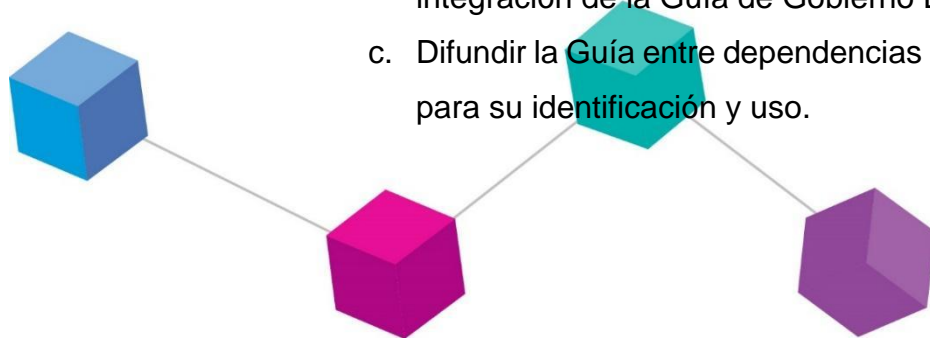 integración de la Guía de Gobierno
c. Difundir la Guía entre dependencias
para su identificación y uso.